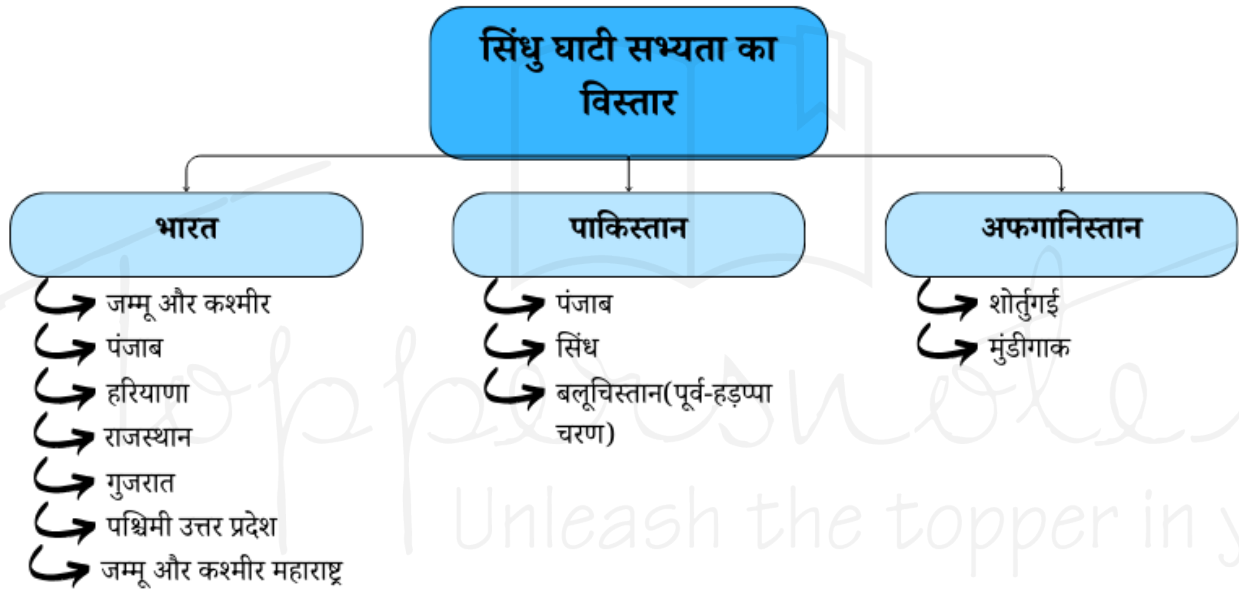 सिंधु घाटी सभ्यता का
विस्तार
भारत
जम्मू और कश्मीर
पंजाब
हरियाणा
राजस्थान
गुजरात
पश्चिमी उत्तर प्रदेश
जम्मू और कश्मीर महाराष्ट्र
पाकिस्तान
पंजाब
सिंध
बलूचिस्तान(पूर्व-हड़प्पा
चरण)
अफगानिस्तान
शोर्तुगई
मुंडीगाक
Toppersnote
Unleash the topper in y